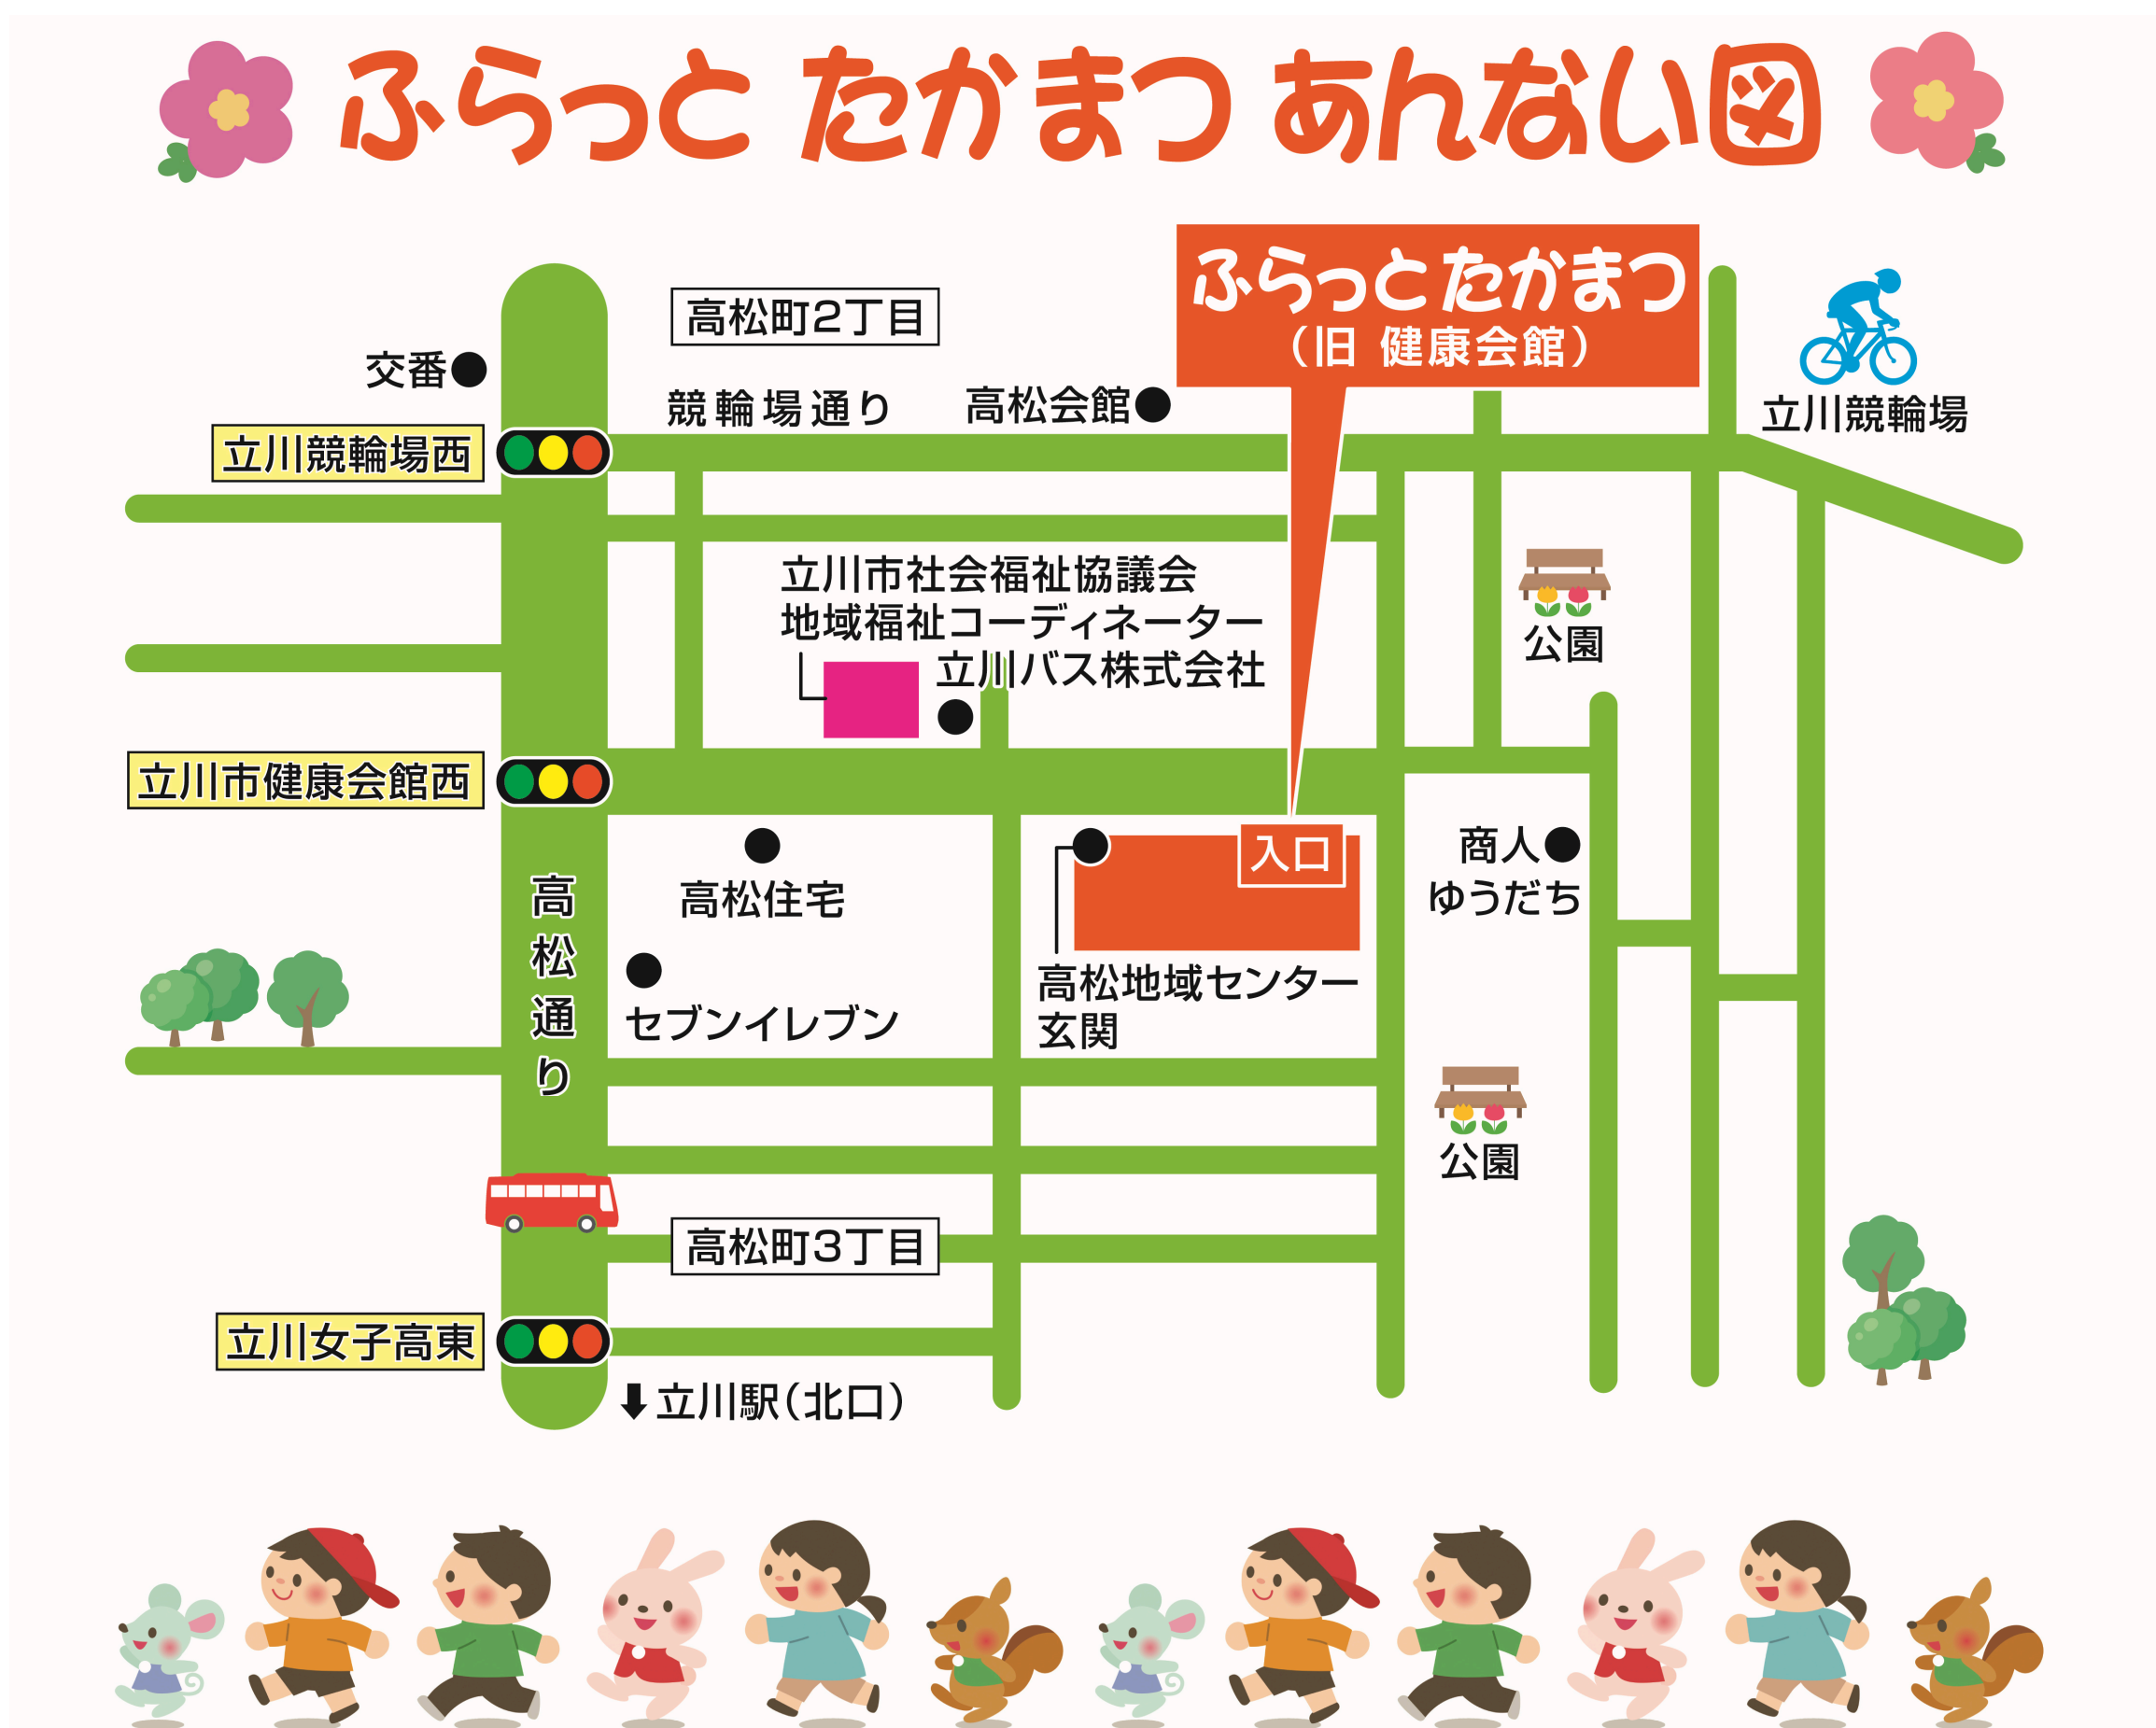 ふらっと たかまつ あんない図
ふらっとたかまつ
（旧 健康会館）
高松町2丁目
交番
競輪場通り
高松会館
立川競輪場
立川競輪場西
立川市社会福祉協議会
地域福祉コーディネーター
立川バス株式会社
公園
立川市健康会館西
入口
商人
ゆうだち
高松住宅
高松通り
セブンイレブン
高松地域センター
玄関
公園
高松町3丁目
立川女子高東
⬇立川駅（北口）